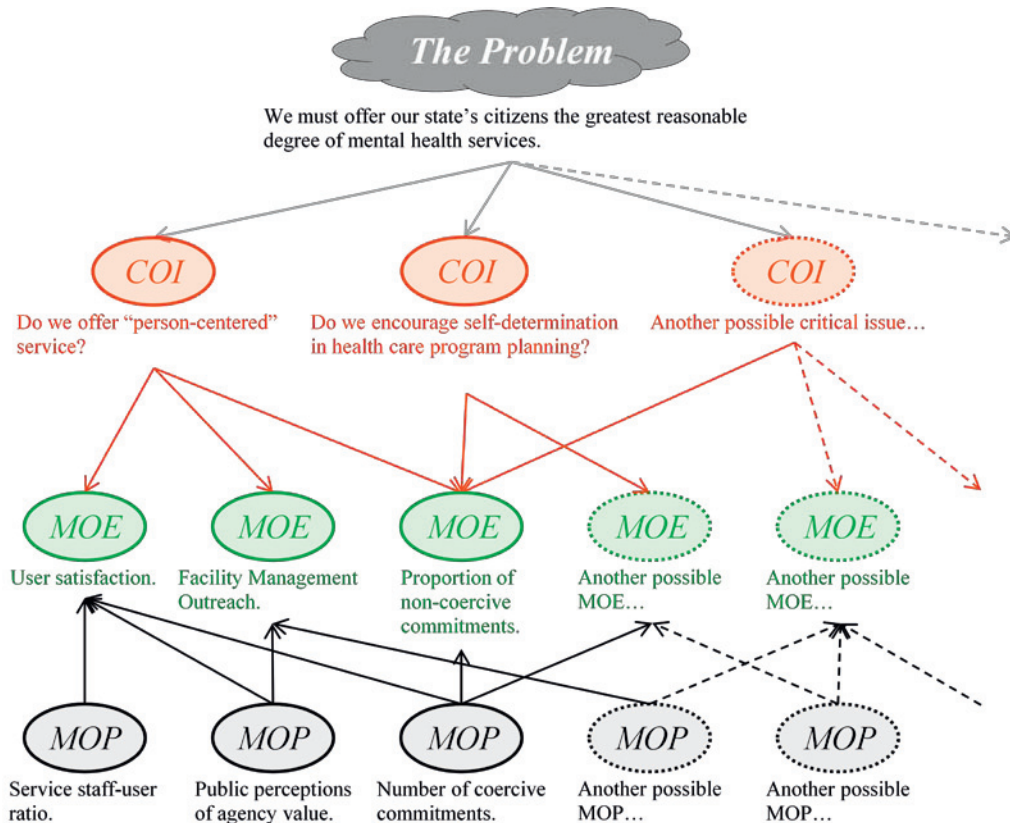 The Problem
We must offer our state's citizens the greatest reasonable
degree of mental health services.
COI
COI
COI
Do we offer “person-centered”
service?
Do we encourage self-determination
in health care program planning?
Another possible critical issue…
MOE
MOE
MOE
MOE
MOE
User satisfaction.
Facility Management
Outreach.
Proportion of
non-coercive
commitments.
Another possible
MOE…
Another possible
MOE…
MOP
MOP
MOP
MOP
MOP
Service staff-user
ratio.
Public perceptions
of agency value.
Number of coercive
commitments.
Another possible
MOP…
Another possible
MOP…